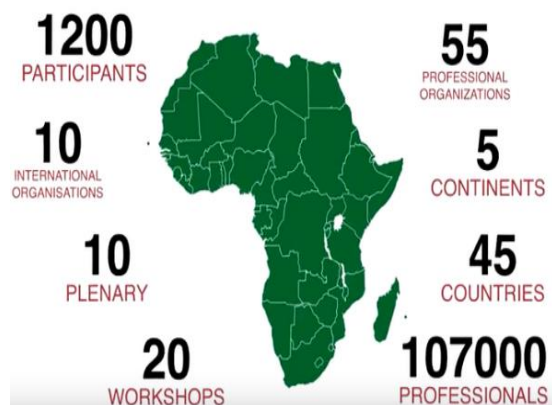 1200
PARTICIPANTS
55
PROFESSIONAL
ORGANIZATIONS
10
INTERNATIONAL
ORGANISATIONS
5
CONTINENTS
10
PLENARY
45
COUNTRIES
20
WORKSHOPS
107000
PROFESSIONALS